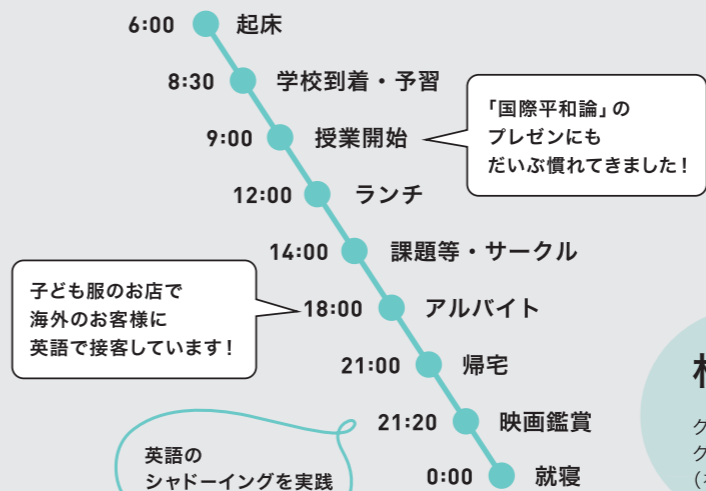 6:00 起床
8:30 学校到着・予習
9:00 授業開始
「国際平和論」の
プレゼンにも
だいぶ慣れてきました！
12:00 ランチ
14:00 課題等・サークル
子ども服のお店で
海外のお客様に
英語で接客しています！
18:00 アルバイト
21:00 帰宅
21:20 映画鑑賞
英語の
シャドーイングを実践
0:00 就寝